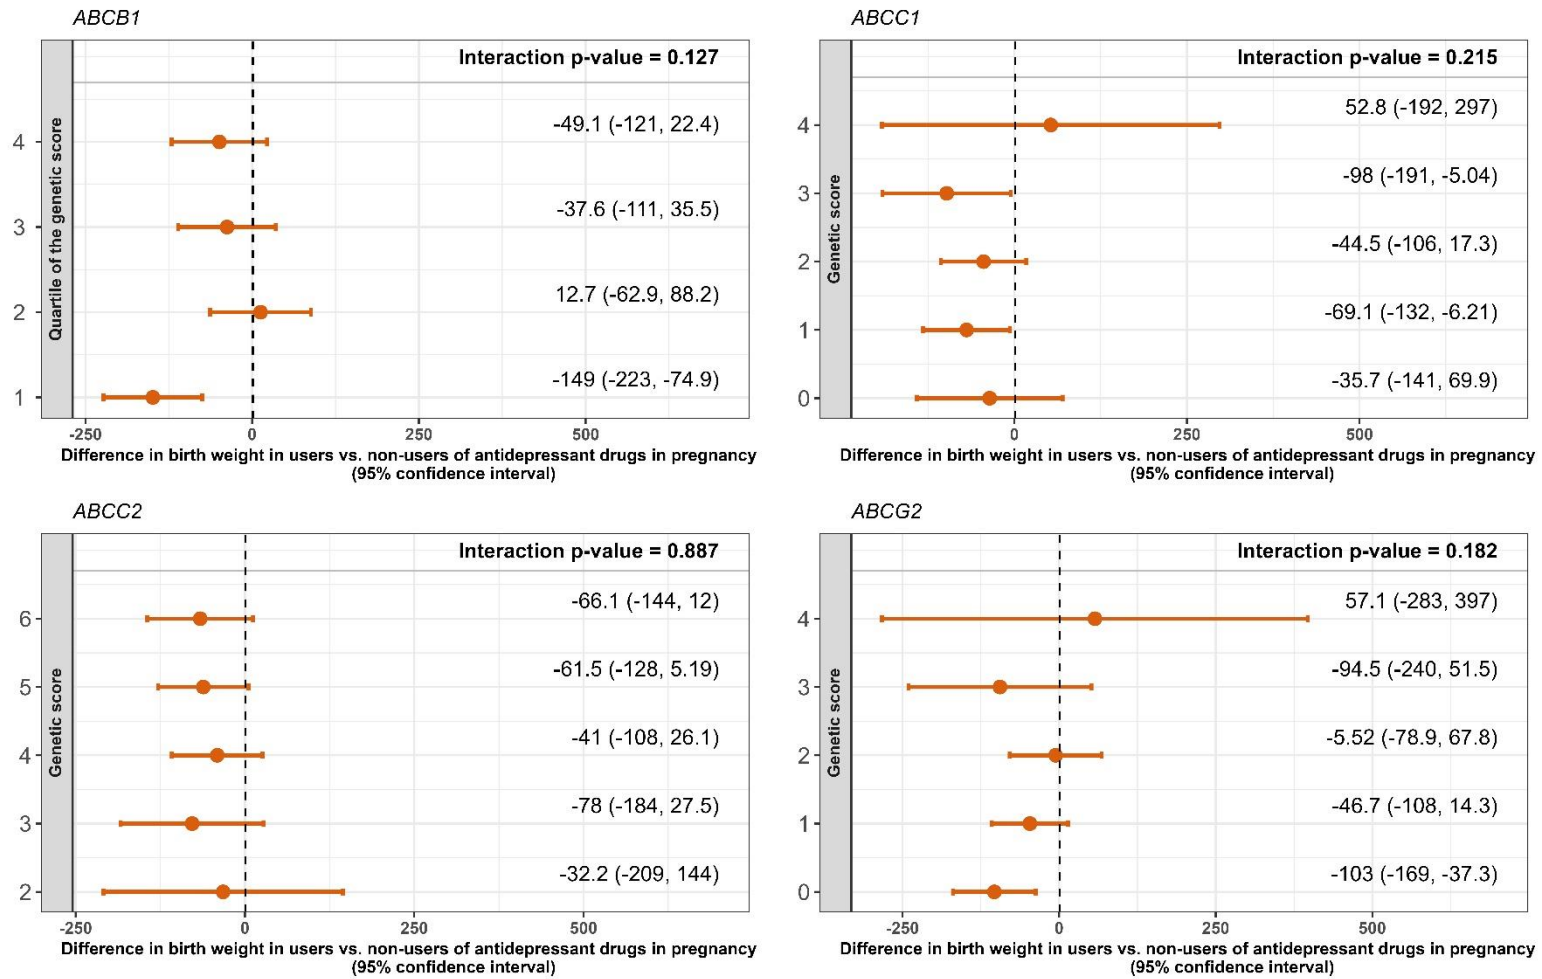 ABCB1
Interaction p-value = 0.127
Quartile of the genetic score
4
-49.1 (-121, 22.4)
3
-37.6 (-111, 35.5)
2
12.7 (-62.9, 88.2)
1
-149 (-223, -74.9)
-250 0 250 500
Difference in birth weight in users vs. non-users of antidepressant drugs in pregnancy
(95% confidence interval)
ABCC1
Interaction p-value = 0.215
Genetic score
4
52.8 (-192, 297)
3
-98 (-191, -5.04)
2
-44.5 (-106, 17.3)
1
-69.1 (-132, -6.21)
0
-35.7 (-141, 69.9)
0 250 500
Difference in birth weight in users vs. non-users of antidepressant drugs in pregnancy
(95% confidence interval)
ABCC2
Interaction p-value = 0.887
Genetic score
6
-66.1 (-144, 12)
5
-61.5 (-128, 5.19)
4
-41 (-108, 26.1)
3
-78 (-184, 27.5)
2
-32.2 (-209, 144)
-250 0 250 500
Difference in birth weight in users vs. non-users of antidepressant drugs in pregnancy
(95% confidence interval)
ABCG2
Interaction p-value = 0.182
Genetic score
4
57.1 (-283, 397)
3
-94.5 (-240, 51.5)
2
-5.52 (-78.9, 67.8)
1
-46.7 (-108, 14.3)
0
-103 (-169, -37.3)
-250 0 250 500
Difference in birth weight in users vs. non-users of antidepressant drugs in pregnancy
(95% confidence interval)